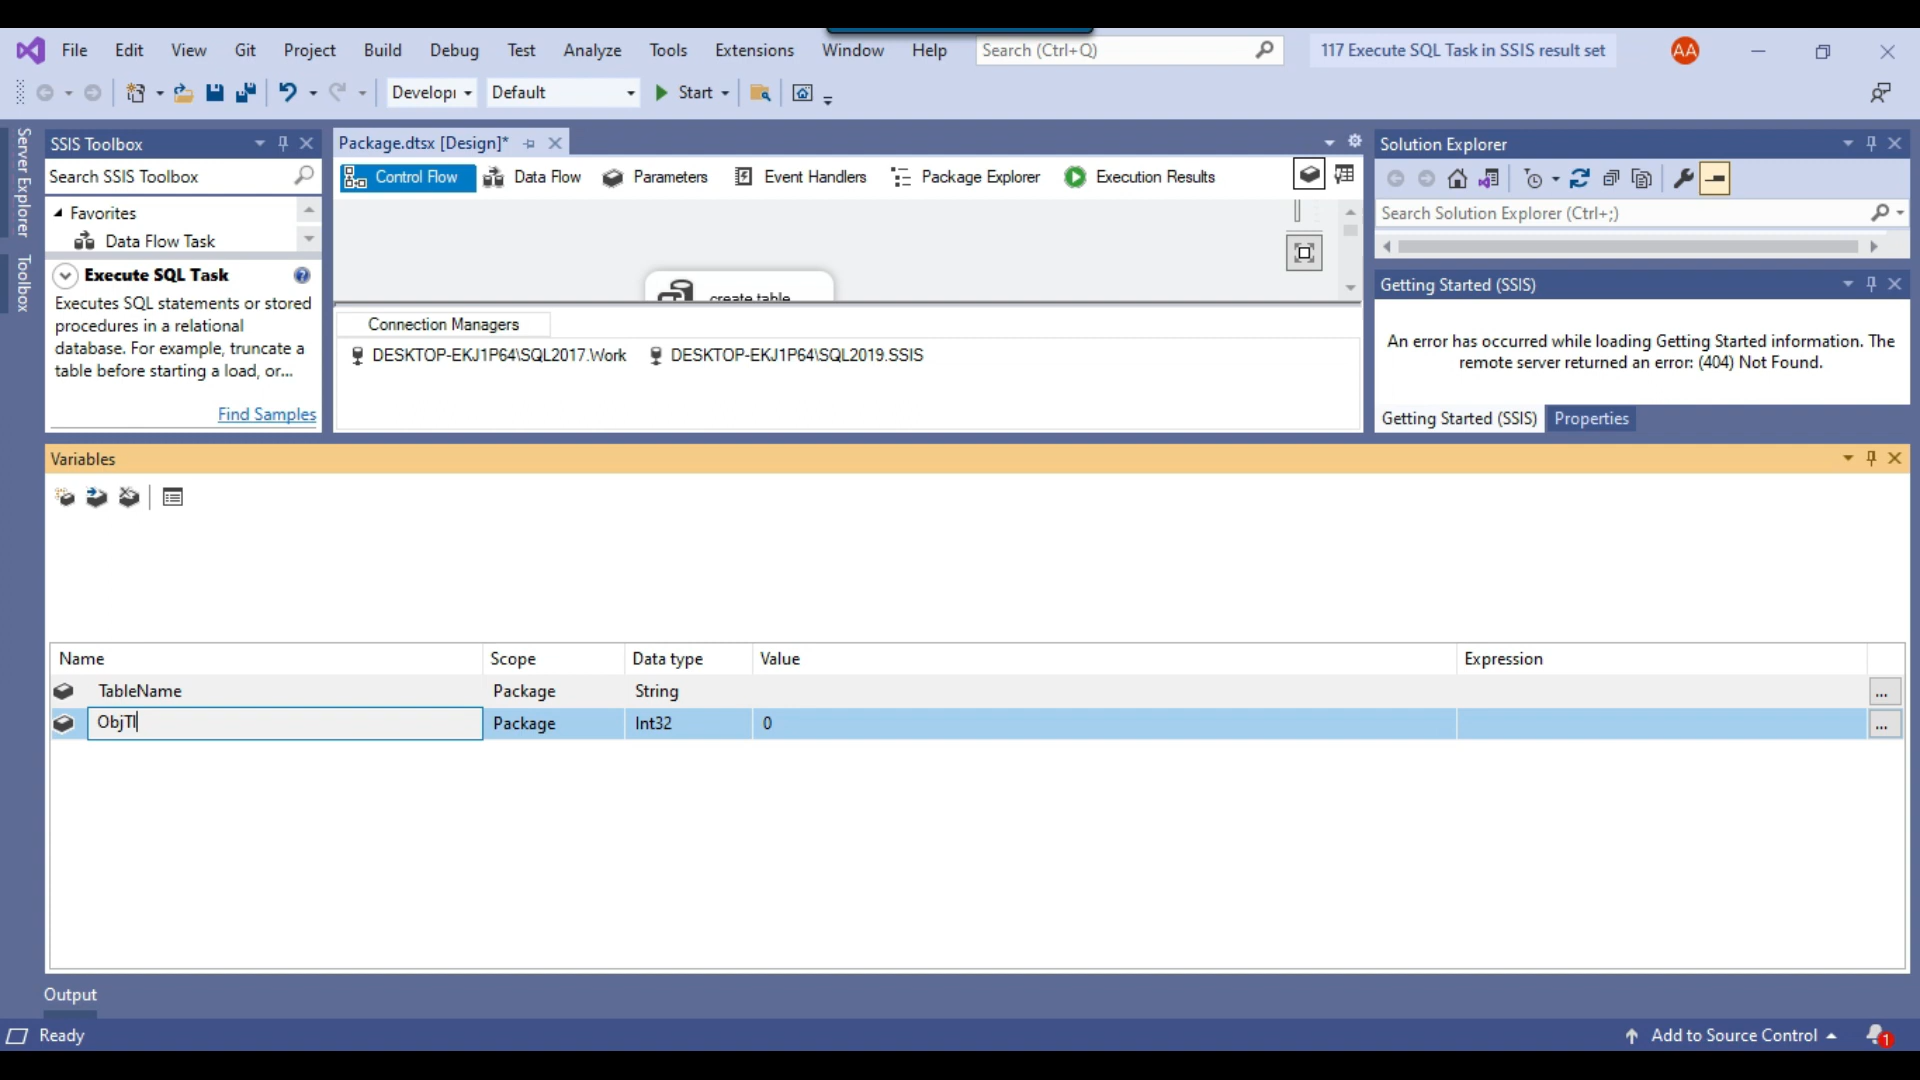 File Edit View Git Project Build Debug Test Analyze Tools Extensions Window Help Search (Ctrl+Q) 117 Execute SQL Task in SSIS result set AA
Developı Default Start
Server Explorer
Toolbox
SSIS Toolbox
Search SSIS Toolbox
Favorites
Data Flow Task
Execute SQL Task
Executes SQL statements or stored
procedures in a relational
database. For example, truncate a
table before starting a load, or...
Find Samples
Package.dtsx [Design]*
Control Flow Data Flow Parameters Event Handlers Package Explorer Execution Results
create table
Connection Managers
DESKTOP-EKJ1P64\SQL2017.Work DESKTOP-EKJ1P64\SQL2019.SSIS
Solution Explorer
Search Solution Explorer (Ctrl+;)
Getting Started (SSIS)
An error has occurred while loading Getting Started information. The
remote server returned an error: (404) Not Found.
Getting Started (SSIS) Properties
Variables
Name Scope Data type Value Expression
TableName Package String ...
ObjT Package Int32 0 ...
Output
Ready Add to Source Control 1